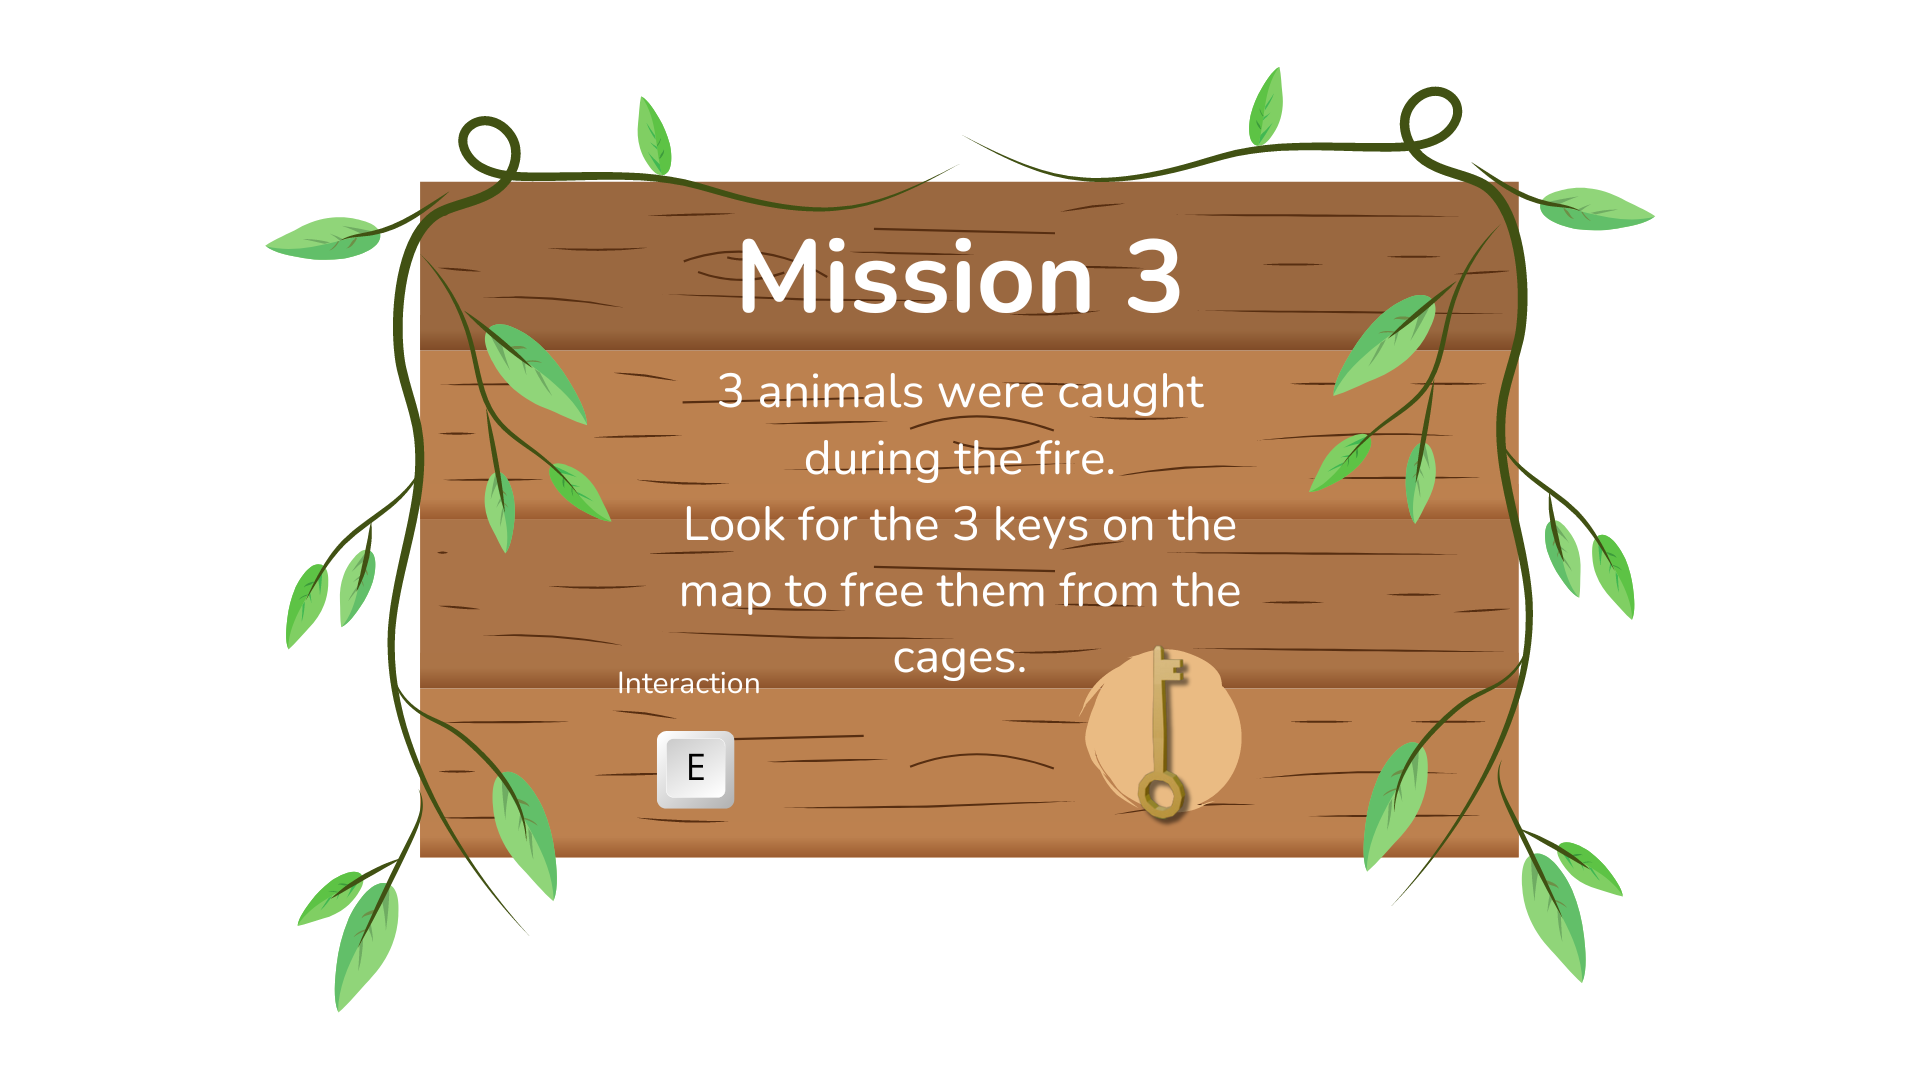 Mission 3
3 animals were caught
during the fire.
Look for the 3 keys on the
map to free them from the
cages.
Interaction
E